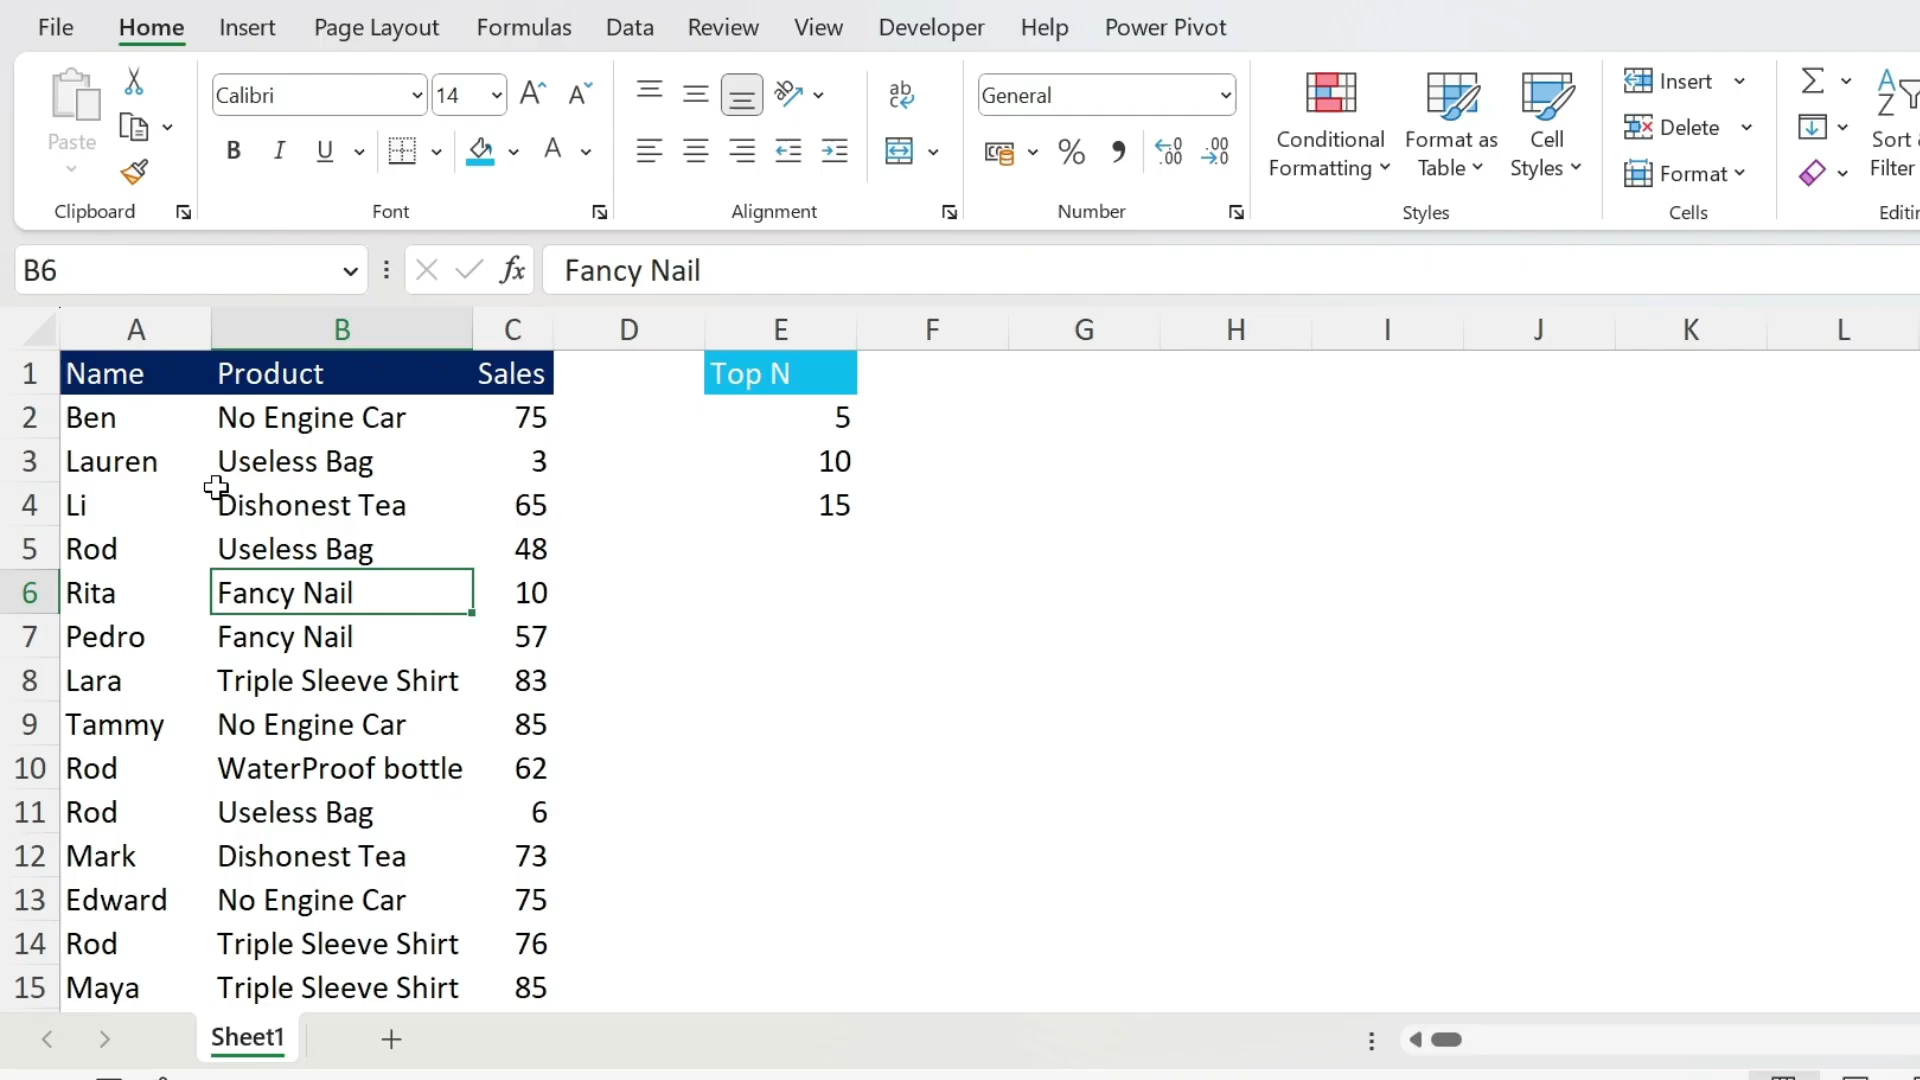 File Home Insert Page Layout Formulas Data Review View Developer Help Power Pivot
Paste
Clipboard
Calibri 14
B I U A
Font
ab
Alignment
General
% 9 .00 .00
Number
Conditional Formatting
Format as Table
Cell Styles
Styles
Insert
Delete
Format
Cells
Σ
A
Z
Sort
Filter
B6 fx Fancy Nail
A B C D E F G H I J K L
1 Name Product Sales Top N
2 Ben No Engine Car 75 5
3 Lauren Useless Bag 3 10
4 Li Dishonest Tea 65 15
5 Rod Useless Bag 48
6 Rita Fancy Nail 10
7 Pedro Fancy Nail 57
8 Lara Triple Sleeve Shirt 83
9 Tammy No Engine Car 85
10 Rod WaterProof bottle 62
11 Rod Useless Bag 6
12 Mark Dishonest Tea 73
13 Edward No Engine Car 75
14 Rod Triple Sleeve Shirt 76
15 Maya Triple Sleeve Shirt 85
Sheet1